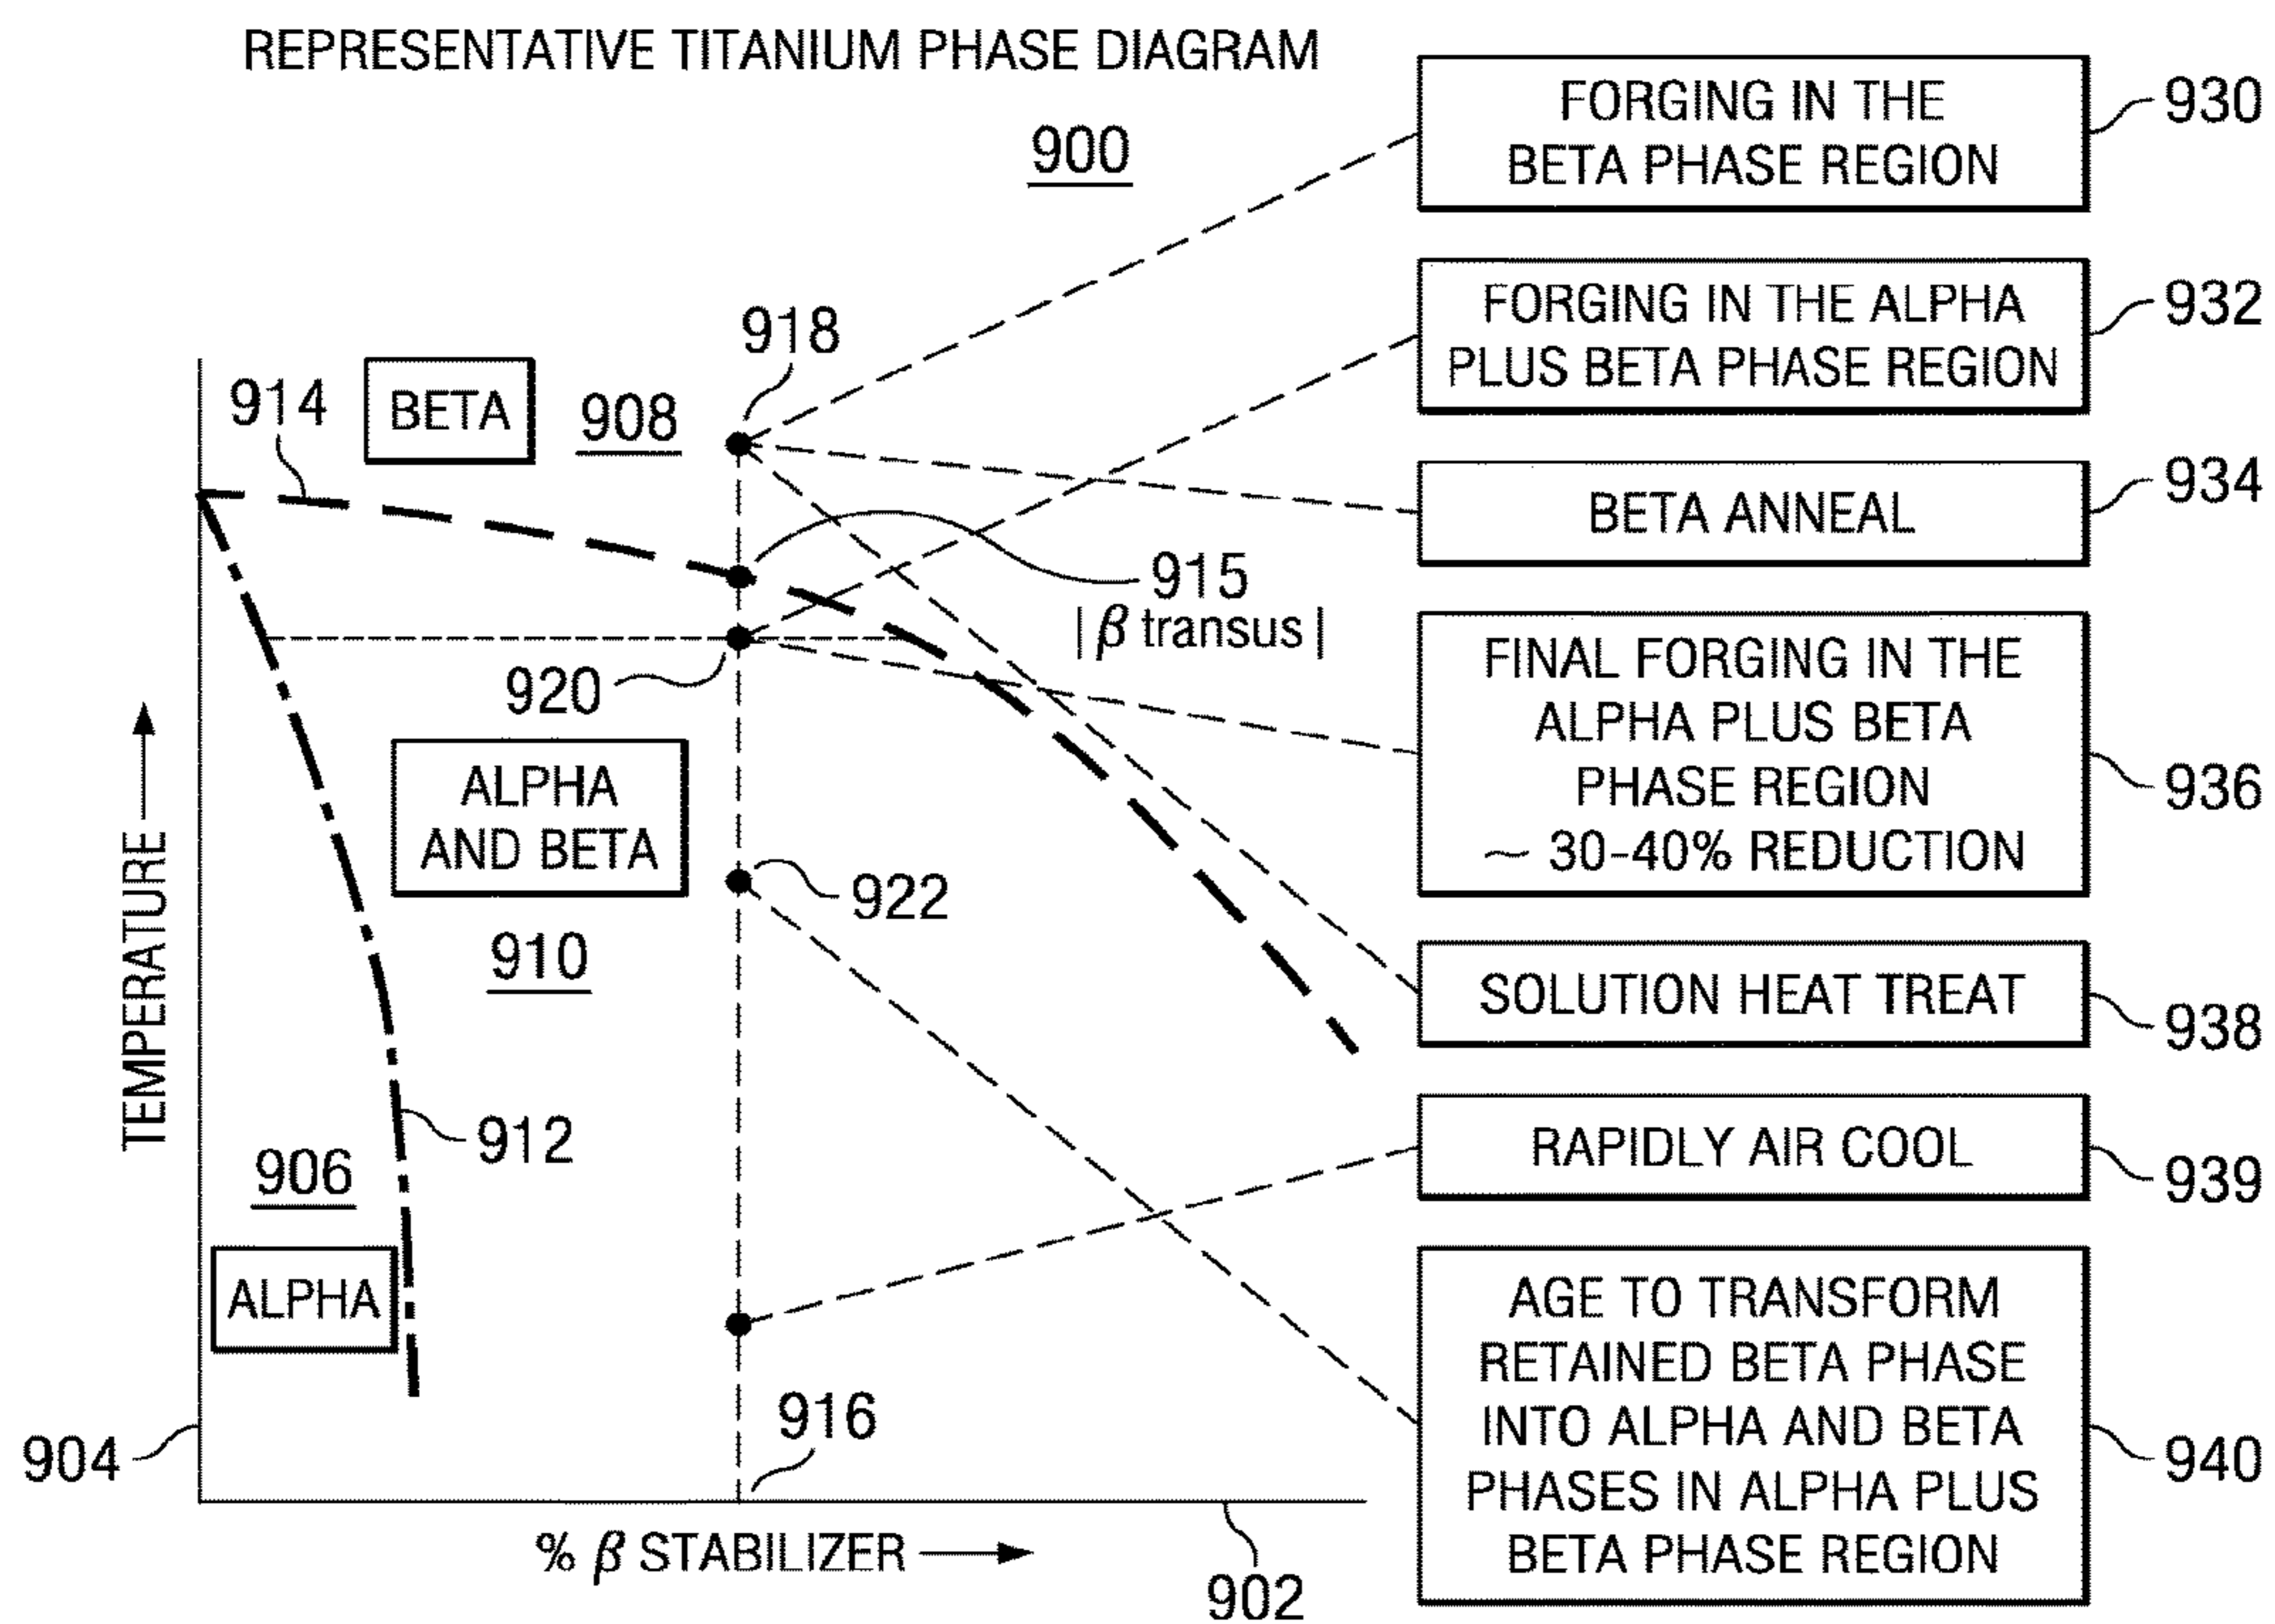 REPRESENTATIVE TITANIUM PHASE DIAGRAM
900
FORGING IN THE
BETA PHASE REGION
930
FORGING IN THE ALPHA
PLUS BETA PHASE REGION
932
BETA ANNEAL
934
FINAL FORGING IN THE
ALPHA PLUS BETA
PHASE REGION
~ 30-40% REDUCTION
936
SOLUTION HEAT TREAT
938
RAPIDLY AIR COOL
939
AGE TO TRANSFORM
RETAINED BETA PHASE
INTO ALPHA AND BETA
PHASES IN ALPHA PLUS
BETA PHASE REGION
940
918
914
BETA
908
915
| β transus |
920
ALPHA
AND BETA
922
910
TEMPERATURE
912
906
ALPHA
916
904
% β STABILIZER
902